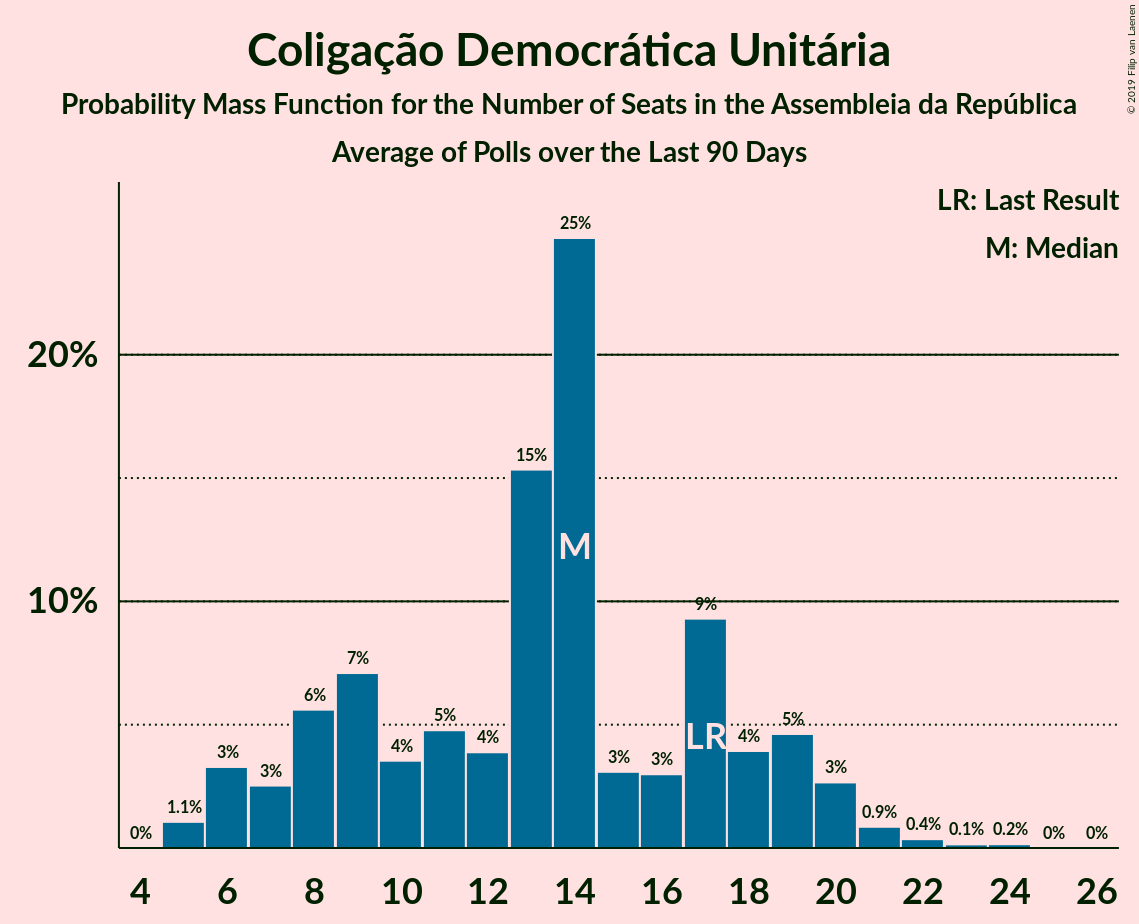 Coligação Democrática Unitária
Probability Mass Function for the Number of Seats in the Assembleia da República
Average of Polls over the Last 90 Days
© 2019 Filip van Laenen
LR: Last Result
M: Median
20%
10%
0%
1.1%
3%
3%
6%
7%
4%
5%
4%
15%
25%
3%
3%
9%
4%
5%
3%
0.9%
0.4%
0.1%
0.2%
0%
0%
M
LR
4 6 8 10 12 14 16 18 20 22 24 26